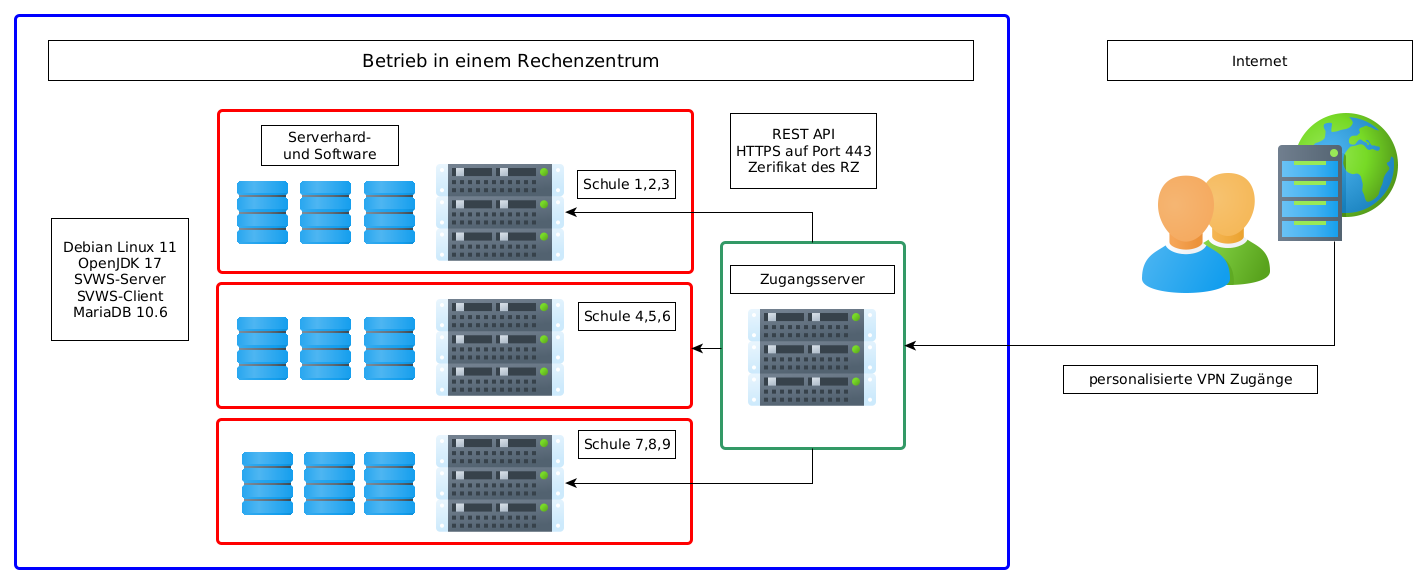 Betrieb in einem Rechenzentrum
Internet
Serverhard-
und Software
REST API
HTTPS auf Port 443
Zerifikat des RZ
Schule 1,2,3
Debian Linux 11
OpenJDK 17
SVWS-Server
SVWS-Client
MariaDB 10.6
Zugangsserver
Schule 4,5,6
personalisierte VPN Zugänge
Schule 7,8,9